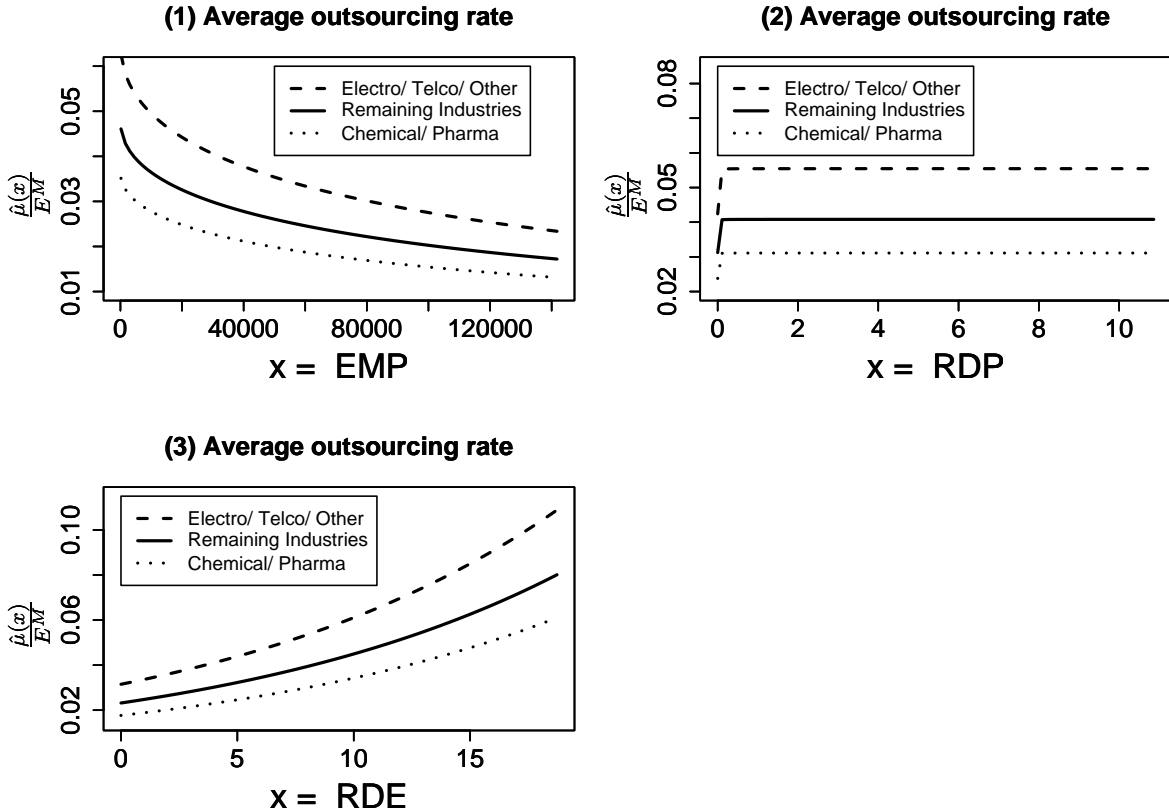 (1) Average outsourcing rate
Electro/ Telco/ Other
Remaining Industries
Chemical/ Pharma
0.05
0.03
0.01
μ̂(x)
E^M
0 40000 80000 120000
x = EMP
(2) Average outsourcing rate
Electro/ Telco/ Other
Remaining Industries
Chemical/ Pharma
0.08
0.05
0.02
μ̂(x)
E^M
0 2 4 6 8 10
x = RDP
(3) Average outsourcing rate
Electro/ Telco/ Other
Remaining Industries
Chemical/ Pharma
0.10
0.06
0.02
μ̂(x)
E^M
0 5 10 15
x = RDE